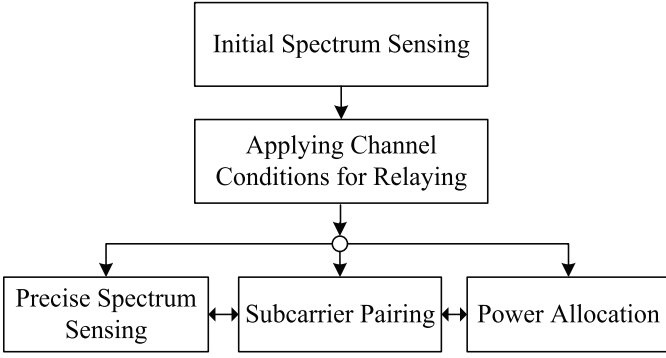 Initial Spectrum Sensing
Applying Channel
Conditions for Relaying
Precise Spectrum
Sensing
Subcarrier Pairing
Power Allocation